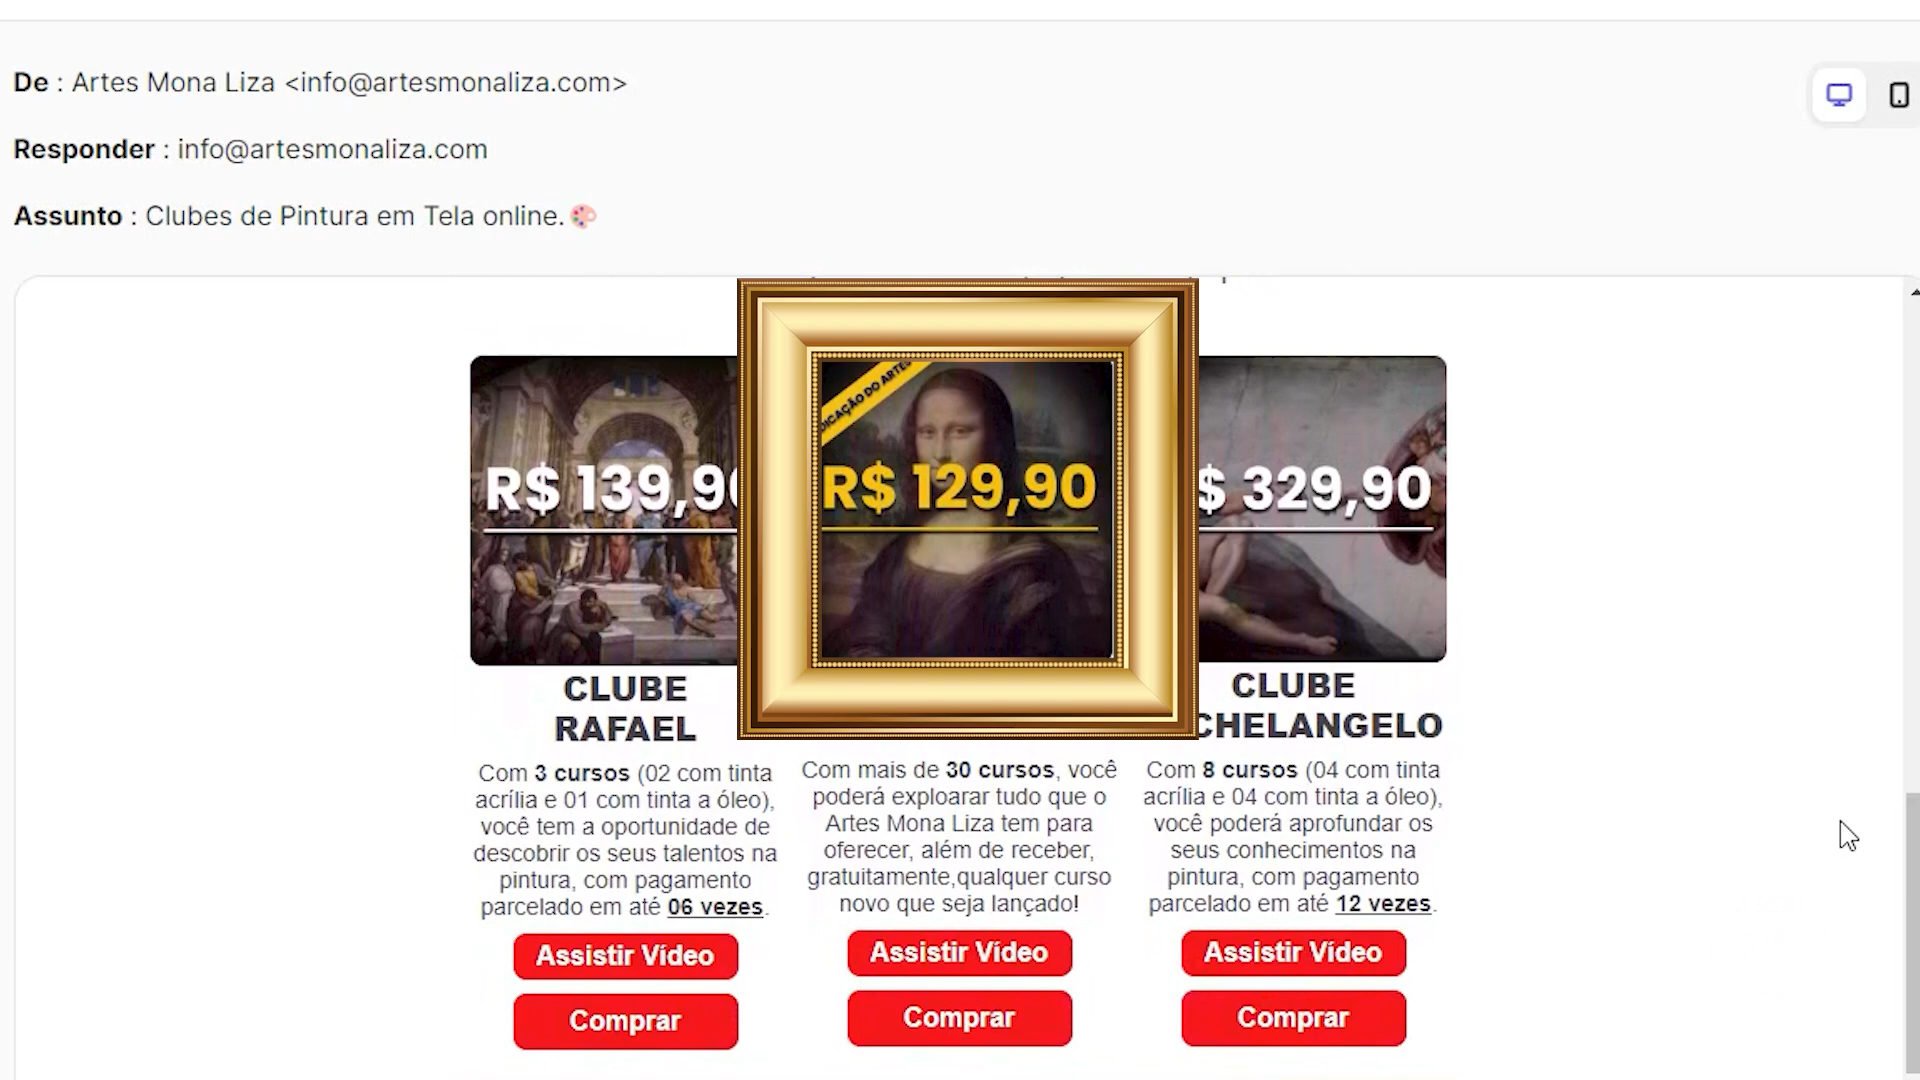 De : Artes Mona Liza <info@artesmonaliza.com>
Responder : info@artesmonaliza.com
Assunto : Clubes de Pintura em Tela online.
R$ 139,9
CLUBE
RAFAEL
Com 3 cursos (02 com tinta
acrília e 01 com tinta a óleo),
você tem a oportunidade de
descobrir os seus talentos na
pintura, com pagamento
parcelado em até 06 vezes.
Assistir Vídeo
Comprar
DICAÇÃO DO ARTES
R$ 129,90
Com mais de 30 cursos, você
poderá exploarar tudo que o
Artes Mona Liza tem para
oferecer, além de receber,
gratuitamente,qualquer curso
novo que seja lançado!
Assistir Vídeo
Comprar
$ 329,90
CLUBE
CHELANGELO
Com 8 cursos (04 com tinta
acrília e 04 com tinta a óleo),
você poderá aprofundar os
seus conhecimentos na
pintura, com pagamento
parcelado em até 12 vezes.
Assistir Vídeo
Comprar